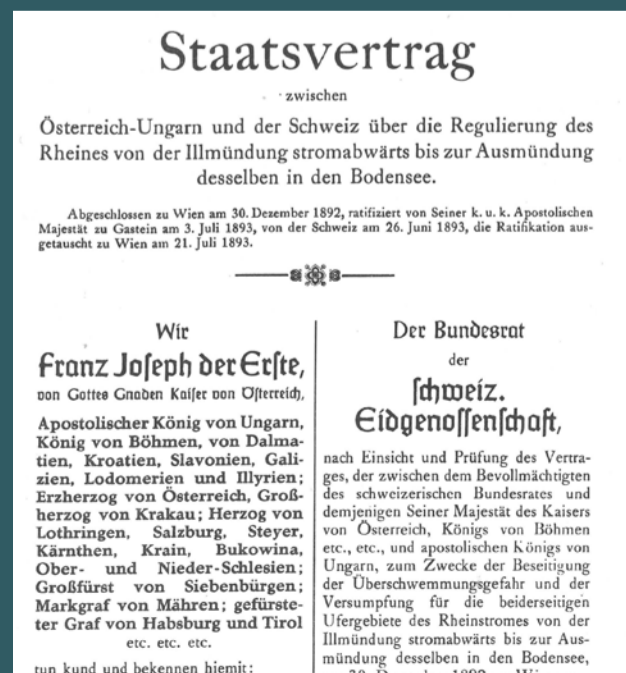 Staatsvertrag
zwischen
Österreich-Ungarn und der Schweiz über die Regulierung des
Rheines von der Illmündung stromabwärts bis zur Ausmündung
desselben in den Bodensee.
Abgeschlossen zu Wien am 30. Dezember 1892, ratifiziert von Seiner k. u. k. Apostolischen
Majestät zu Gastein am 3. Juli 1893, von der Schweiz am 26. Juni 1893, die Ratifikation aus-
getauscht zu Wien am 21. Juli 1893.
Wir
Franz Joseph der Erste,
von Gottes Gnaden Kaiser von Österreich,
Apostolischer König von Ungarn,
König von Böhmen, von Dalma-
tien, Kroatien, Slavonien, Gali-
zien, Lodomerien und Illyrien;
Erzherzog von Österreich, Groß-
herzog von Krakau; Herzog von
Lothringen, Salzburg, Steyer,
Kärnthen, Krain, Bukowina,
Ober- und Nieder-Schlesien;
Großfürst von Siebenbürgen;
Markgraf von Mähren; gefürste-
ter Graf von Habsburg und Tirol
etc. etc. etc.
tun kund und bekennen hiemit:
Der Bundesrat
der
schweiz.
Eidgenossenschaft,
nach Einsicht und Prüfung des Vertra-
ges, der zwischen dem Bevollmächtigten
des schweizerischen Bundesrates und
demjenigen Seiner Majestät des Kaisers
von Österreich, Königs von Böhmen
etc., etc., und apostolischen Königs von
Ungarn, zum Zwecke der Beseitigung
der Überschwemmungsgefahr und der
Versumpfung für die beiderseitigen
Ufergebiete des Rheinstromes von der
Illmündung stromabwärts bis zur Aus-
mündung desselben in den Bodensee,